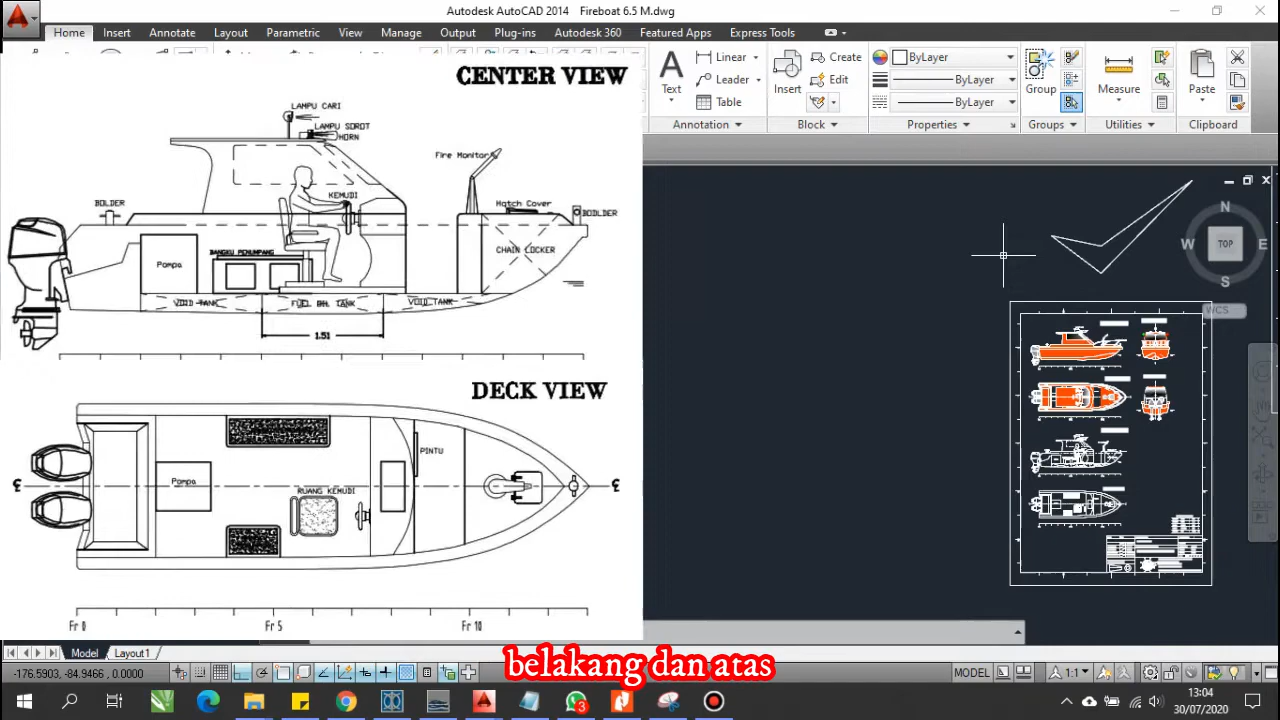 Autodesk AutoCAD 2014 Fireboat 6.5 M.dwg
Home Insert Annotate Layout Parametric View Manage Output Plug-ins Autodesk 360 Featured Apps Express Tools
Text
Linear
Leader
Table
Annotation
Insert
Create
Edit
Block
ByLayer
ByLayer
ByLayer
Properties
Group
Groups
Measure
Utilities
Paste
Clipboard
CENTER VIEW
LAMPU CARI
LAMPU SOROT
HORN
Fire Monitor
KEMUDI
BOLDER
Hatch Cover
BODLDER
CHAIN LOCKER
BANGKU PENUMPANG
Pompa
VOID TANK
FUEL OIL TANK
VOID TANK
1.51
DECK VIEW
PINTU
Pompa
RUANG KEMUDI
Fr 0 Fr 5 Fr 10
N
W TOP E
S
WCS
Model Layout1
belakang dan atas
-176.5903, -84.9466, 0.0000
MODEL
1:1
3
13:04
30/07/2020